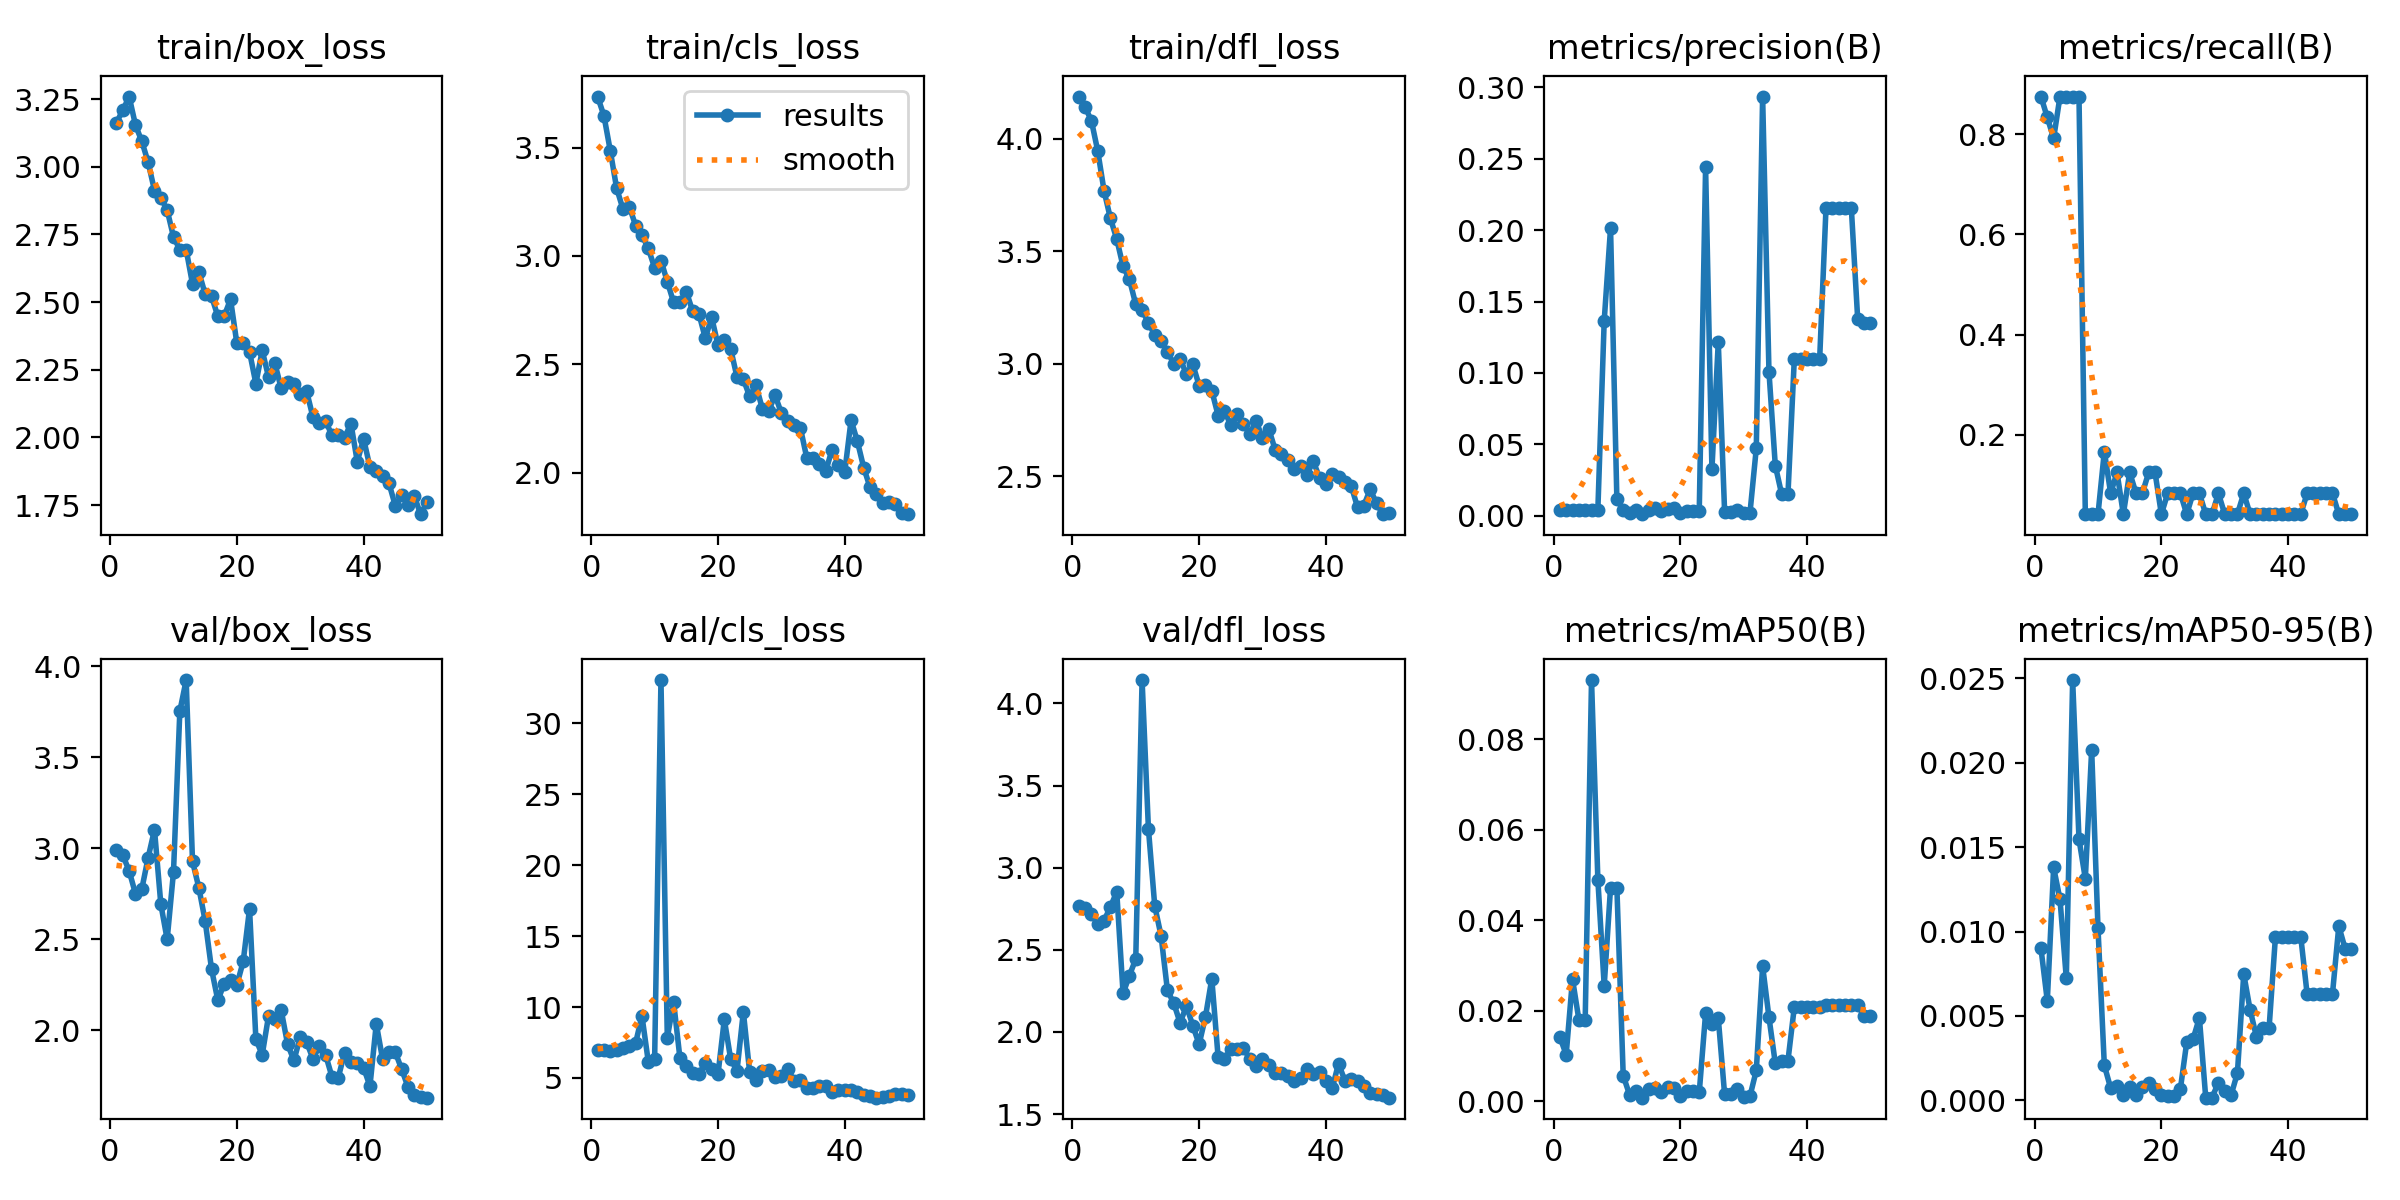 train/box_loss
3.25
3.00
2.75
2.50
2.25
2.00
1.75
0 20 40
train/cls_loss
results
smooth
3.5
3.0
2.5
2.0
0 20 40
train/dfl_loss
4.0
3.5
3.0
2.5
0 20 40
metrics/precision(B)
0.30
0.25
0.20
0.15
0.10
0.05
0.00
0 20 40
metrics/recall(B)
0.8
0.6
0.4
0.2
0 20 40
val/box_loss
4.0
3.5
3.0
2.5
2.0
0 20 40
val/cls_loss
30
25
20
15
10
5
0 20 40
val/dfl_loss
4.0
3.5
3.0
2.5
2.0
1.5
0 20 40
metrics/mAP50(B)
0.08
0.06
0.04
0.02
0.00
0 20 40
metrics/mAP50-95(B)
0.025
0.020
0.015
0.010
0.005
0.000
0 20 40